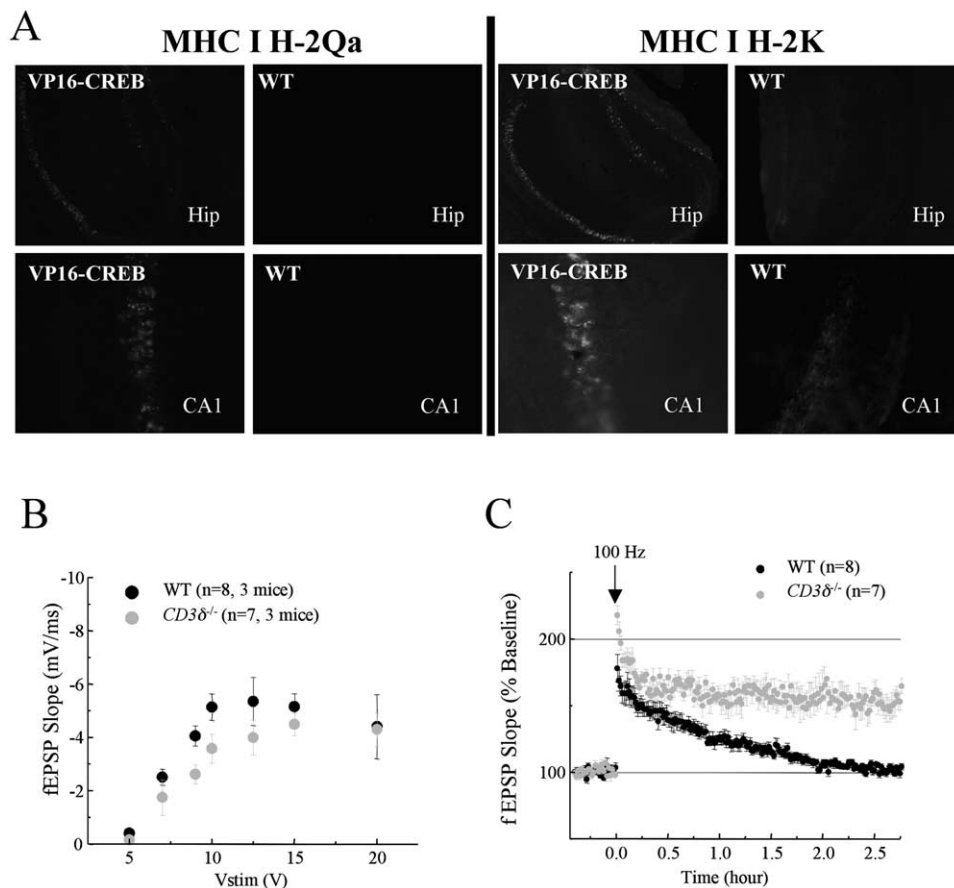 A
MHC I H-2Qa
MHC I H-2K
VP16-CREB
WT
VP16-CREB
WT
Hip
Hip
Hip
Hip
VP16-CREB
WT
VP16-CREB
WT
CA1
CA1
CA1
CA1
B
WT (n=8, 3 mice)
CD3δ-/- (n=7, 3 mice)
fEPSP Slope (mV/ms)
-10
-8
-6
-4
-2
0
5
10
15
20
Vstim (V)
C
100 Hz
WT (n=8)
CD3δ-/- (n=7)
f EPSP Slope (% Baseline)
200
100
0.0
0.5
1.0
1.5
2.0
2.5
Time (hour)